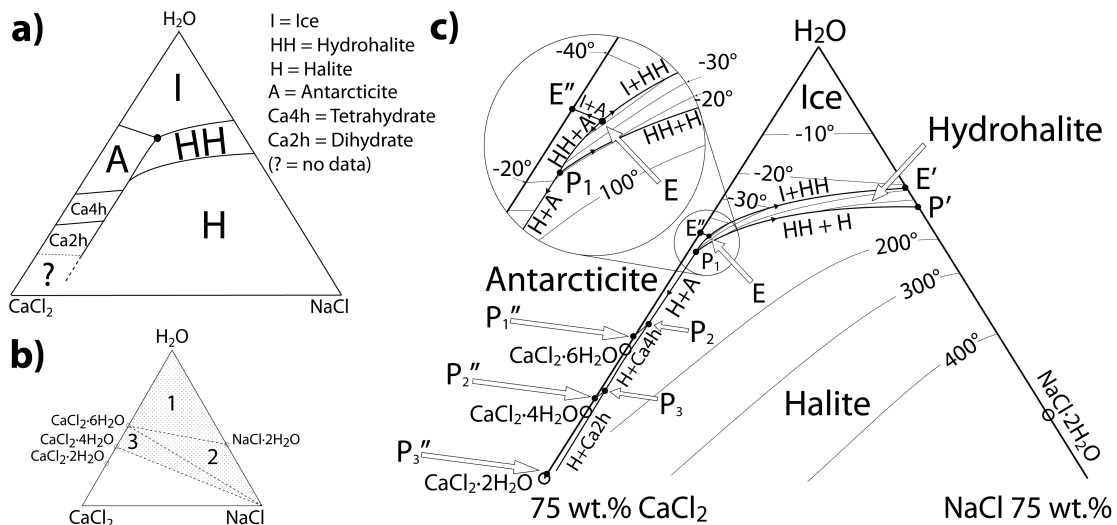 a)
H₂O
I
A
HH
Ca4h
Ca2h
?
H
CaCl₂
NaCl
I = Ice
HH = Hydrohalite
H = Halite
A = Antarcticite
Ca4h = Tetrahydrate
Ca2h = Dihydrate
(? = no data)
b)
H₂O
1
CaCl₂·6H₂O
CaCl₂·4H₂O
CaCl₂·2H₂O
3
2
NaCl·2H₂O
CaCl₂
NaCl
c)
-40°
-30°
-20°
E″
I+A
I+HH
HH+A
HH+H
-20°
P₁
100°
H+A
E
H₂O
Ice
-10°
Hydrohalite
-20°
-30°
I+HH
E′
P′
HH + H
E″
P₁
E
200°
300°
400°
Antarcticite
H+A
P₁″
P₂
CaCl₂·6H₂O
H+Ca4h
P₂″
P₃
CaCl₂·4H₂O
H+Ca2h
P₃″
CaCl₂·2H₂O
Halite
NaCl·2H₂O
75 wt.% CaCl₂
NaCl 75 wt.%